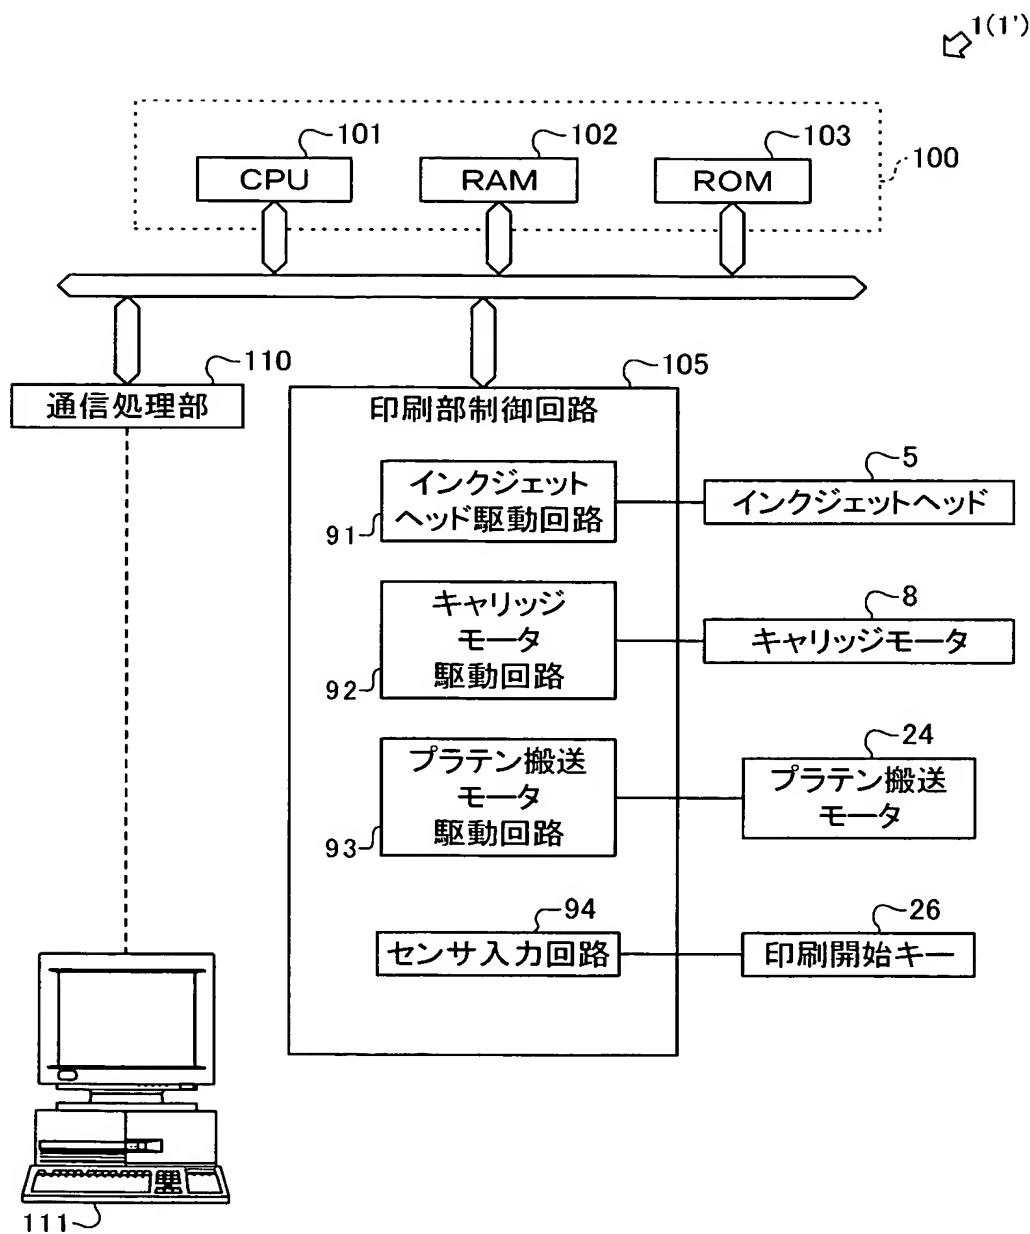 1(1')
101
102
103
100
CPU
RAM
ROM
110
105
通信処理部
印刷部制御回路
91
インクジェット
ヘッド駆動回路
5
インクジェットヘッド
92
キャリッジ
モータ
駆動回路
8
キャリッジモータ
93
プラテン搬送
モータ
駆動回路
24
プラテン搬送
モータ
94
センサ入力回路
26
印刷開始キー
111